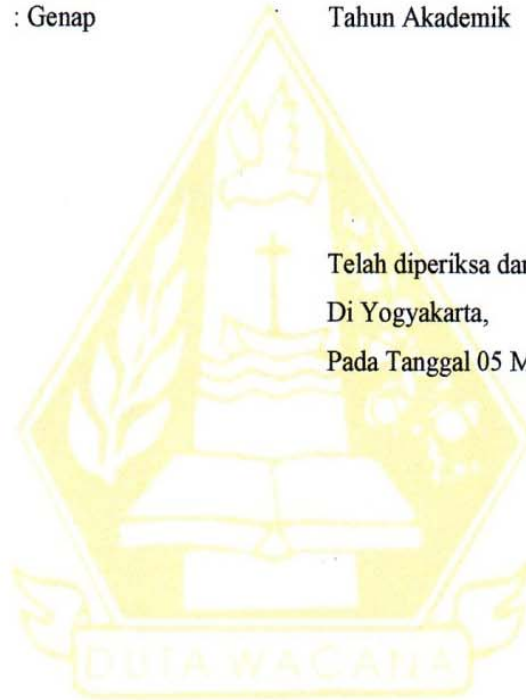 : Genap Tahun Akademik
Telah diperiksa dan
Di Yogyakarta,
Pada Tanggal 05 M
DUTA WACANA